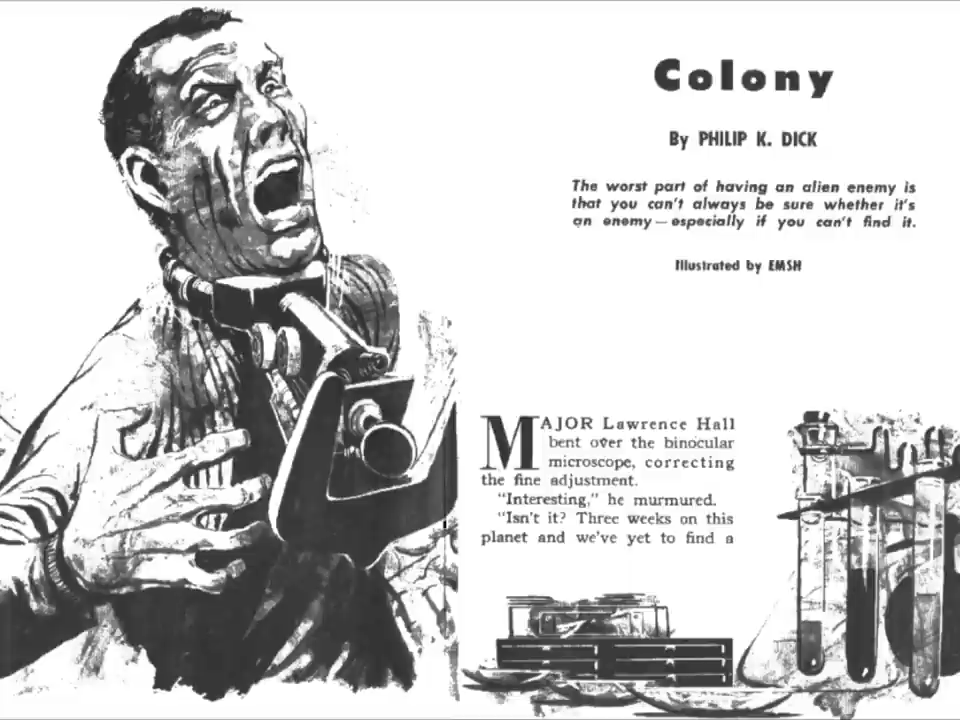 Colony
By PHILIP K. DICK
The worst part of having an alien enemy is
that you can't always be sure whether it's
an enemy—especially if you can't find it.
Illustrated by EMSH
MAJOR Lawrence Hall
bent over the binocular
microscope, correcting
the fine adjustment.
"Interesting," he murmured.
"Isn't it? Three weeks on this
planet and we've yet to find a